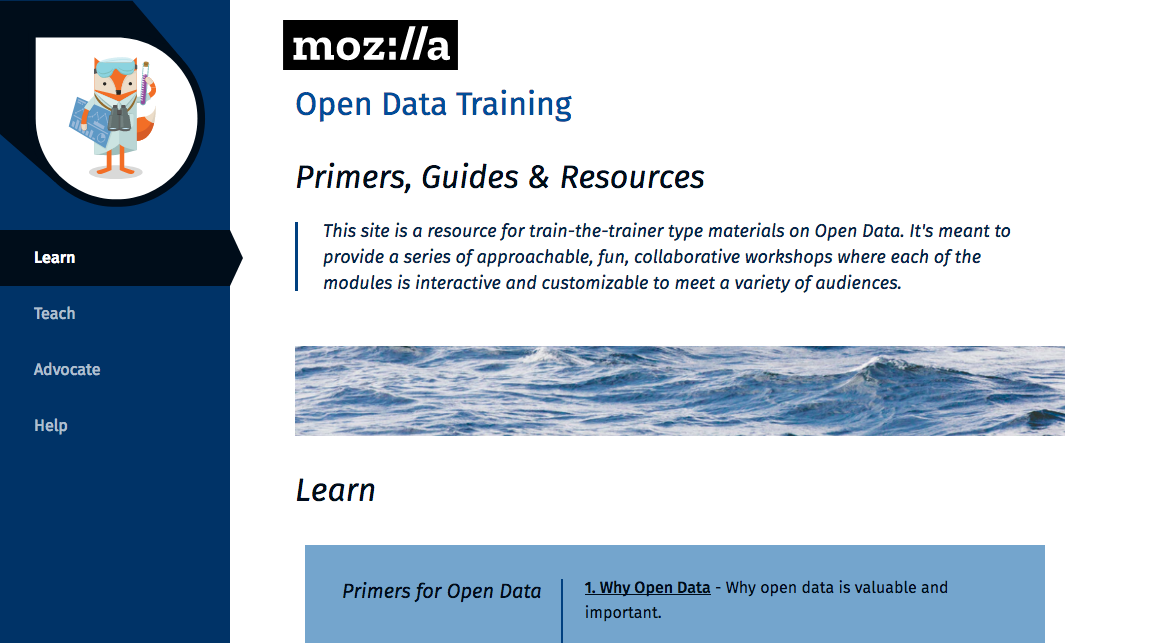 moz://a
Open Data Training
Primers, Guides & Resources
This site is a resource for train-the-trainer type materials on Open Data. It's meant to
provide a series of approachable, fun, collaborative workshops where each of the
modules is interactive and customizable to meet a variety of audiences.
Learn
Teach
Advocate
Help
Learn
Primers for Open Data
1. Why Open Data - Why open data is valuable and
important.